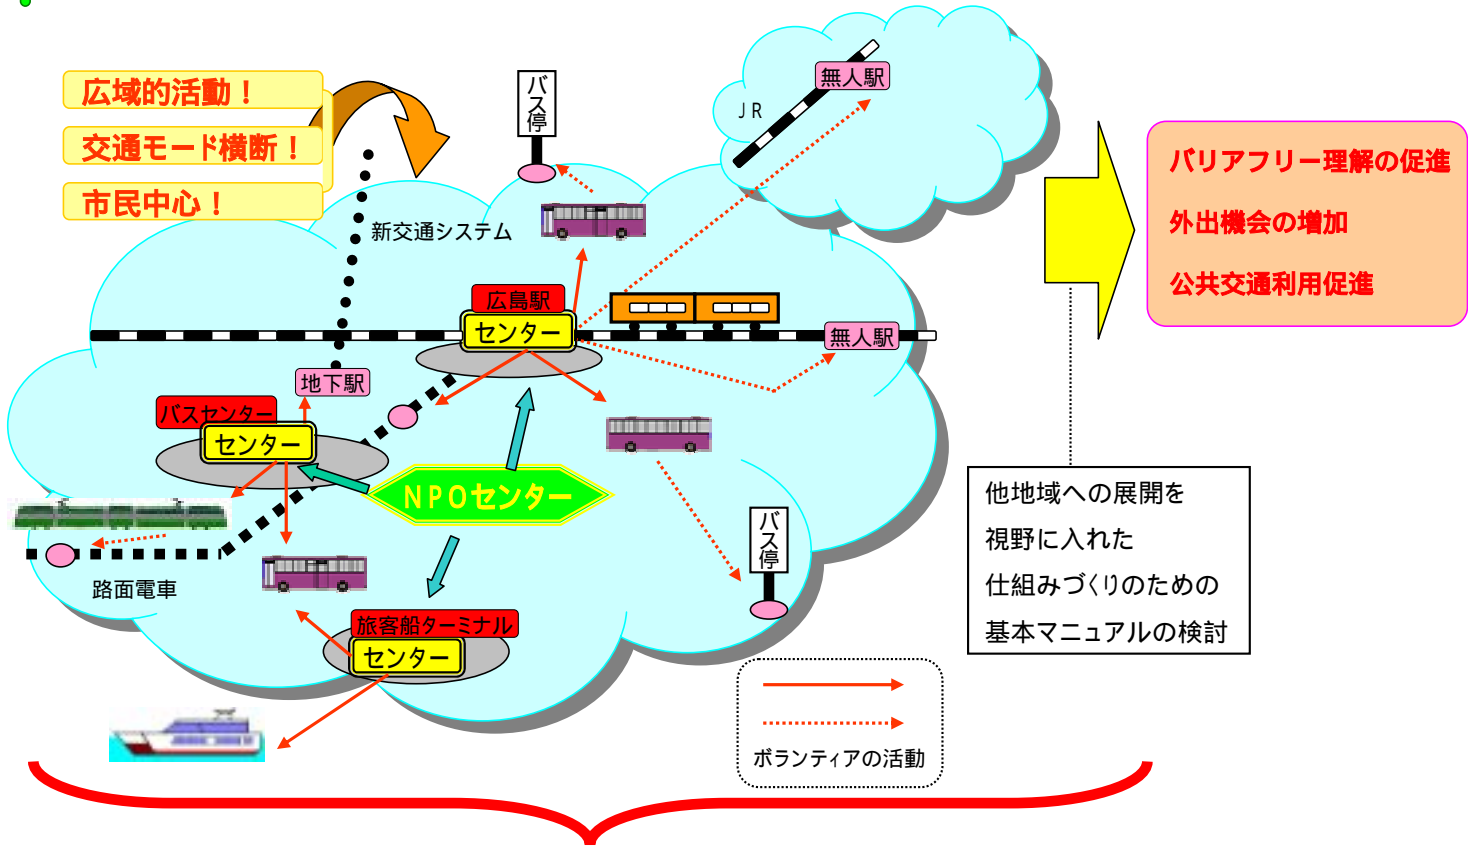 広域的活動！
交通モード横断！
市民中心！
バス停
無人駅
ＪＲ
新交通システム
広島駅
センター
無人駅
地下駅
バスセンター
センター
ＮＰＯセンター
路面電車
バス停
旅客船ターミナル
センター
ボランティアの活動
バリアフリー理解の促進
外出機会の増加
公共交通利用促進
他地域への展開を
視野に入れた
仕組みづくりのための
基本マニュアルの検討